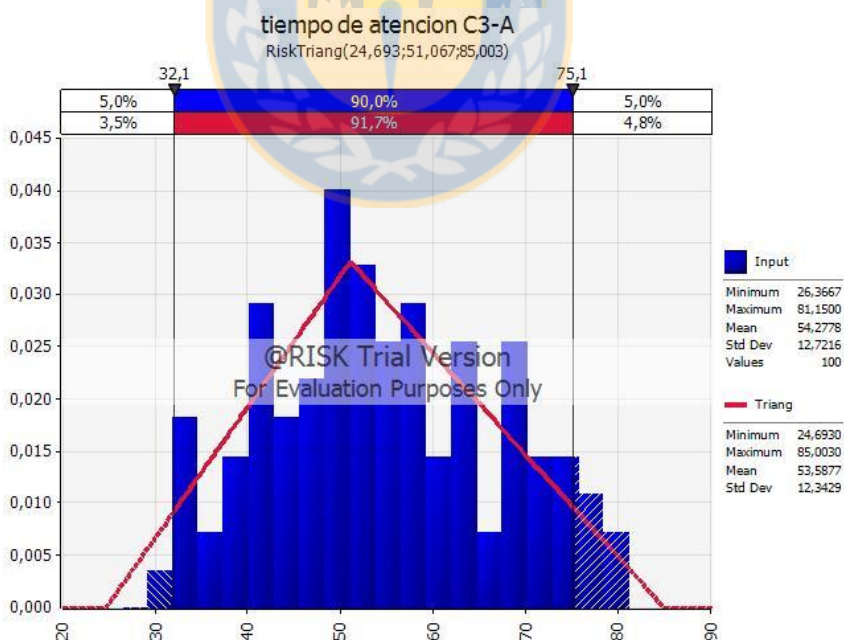 tiempo de atencion C3-A
RiskTriang(24,693;51,067;85,003)
32,1 75,1
5,0% 90,0% 5,0%
3,5% 91,7% 4,8%
0,045
0,040
0,035
0,030
0,025
0,020
0,015
0,010
0,005
0,000
@RISK Trial Version
For Evaluation Purposes Only
20 30 40 50 60 70 80 90
Input
Minimum 26,3667
Maximum 81,1500
Mean 54,2778
Std Dev 12,7216
Values 100
Triang
Minimum 24,6930
Maximum 85,0030
Mean 53,5877
Std Dev 12,3429